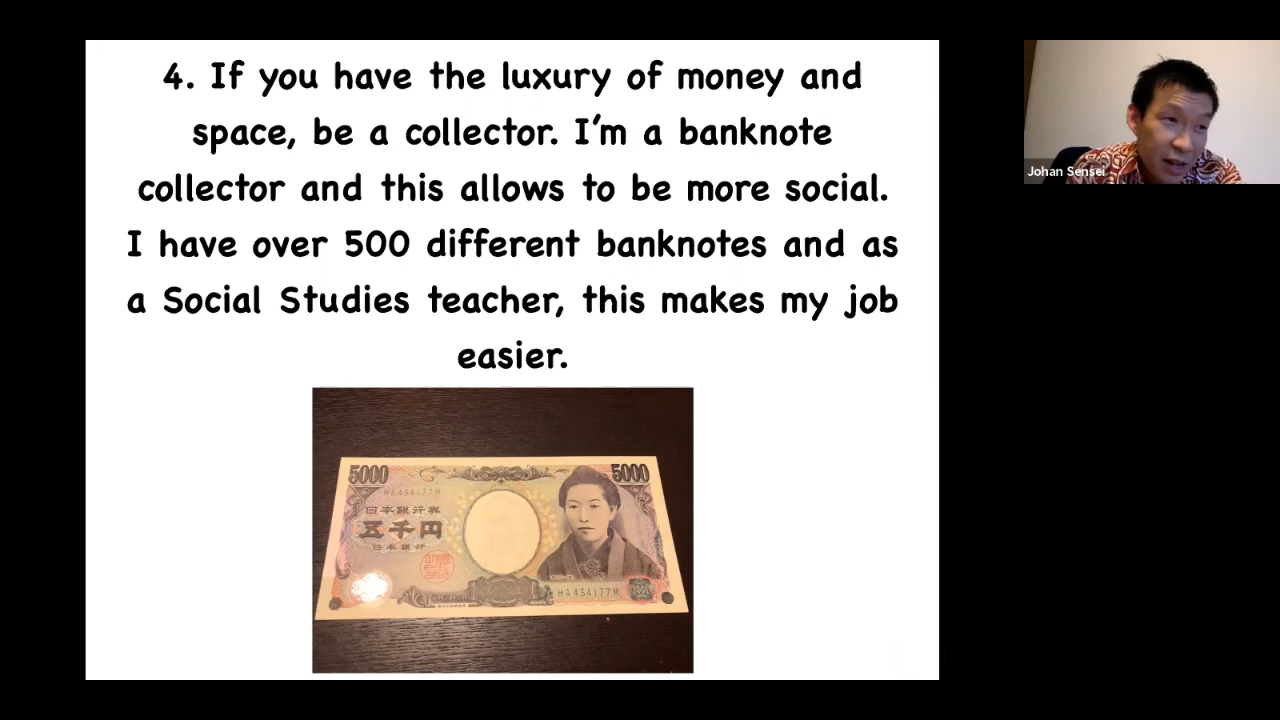 4. If you have the luxury of money and
space, be a collector. I’m a banknote
collector and this allows to be more social.
I have over 500 different banknotes and as
a Social Studies teacher, this makes my job
easier.
5000
5000
HA434177M
日本銀行券
五千円
日本銀行
HA434177M
Johan Sensei